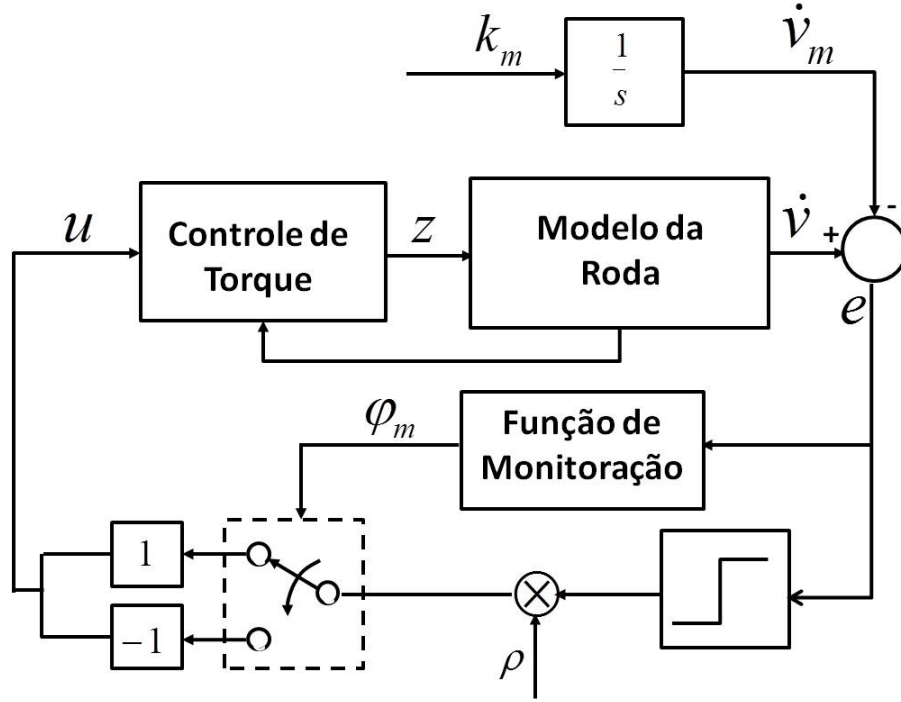 k_m
1
s
v̇_m
-
u
Controle de
Torque
z
Modelo da
Roda
v̇
+
e
φ_m
Função de
Monitoração
1
−1
ρ